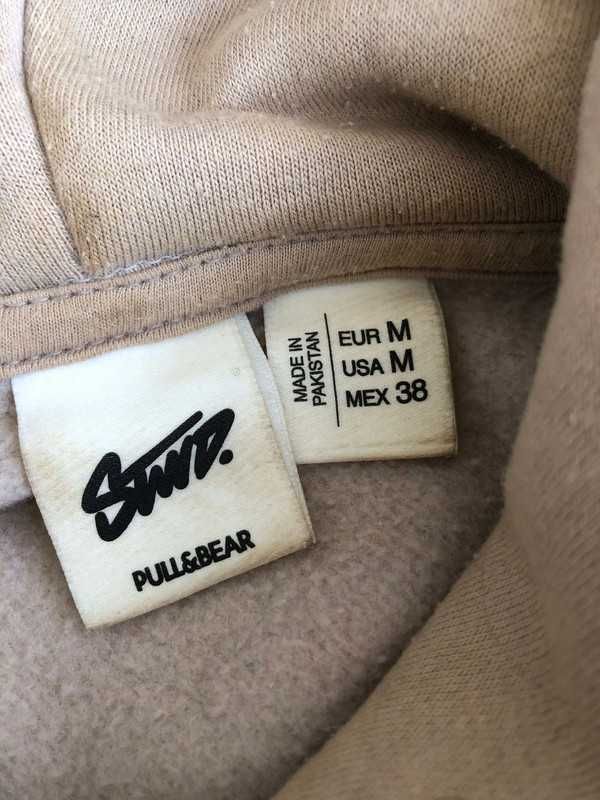 STWD.
PULL&BEAR
MADE IN
PAKISTAN
EUR M
USA M
MEX 38